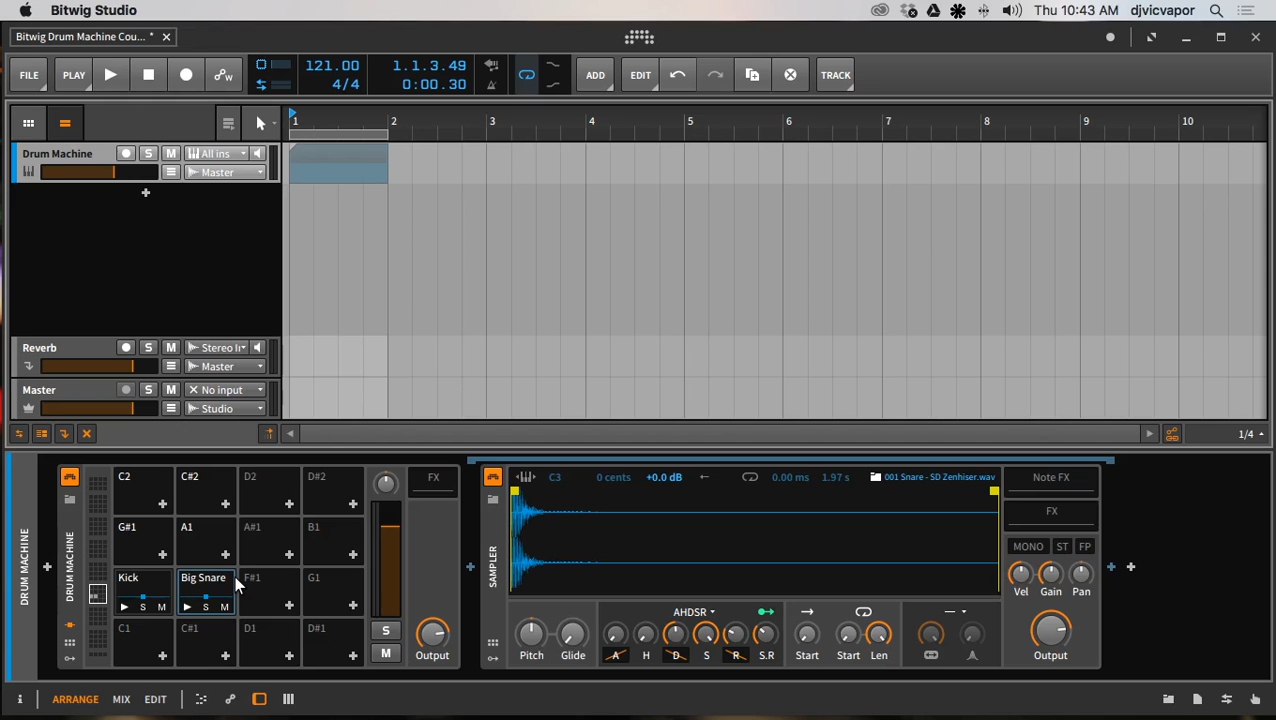 Bitwig Studio
Thu 10:43 AM djvicvapor
Bitwig Drum Machine Cou... *
FILE PLAY 121.00 1.1.3.49 ADD EDIT TRACK
4/4 0:00.30
1 2 3 4 5 6 7 8 9 10
Drum Machine S M All ins
Master
Reverb S M Stereo I
Master
Master S M No input
Studio
1/4
C2 C#2 D2 D#2 FX
C3 0 cents +0.0 dB 0.00 ms 1.97 s 001 Snare - SD Zenhiser.wav Note FX
FX
G#1 A1 A#1 B1
MONO ST FP
DRUM MACHINE
DRUM MACHINE
SAMPLER
Kick Big Snare F#1 G1
S M S M
Vel Gain Pan
AHDSR
C1 C#1 D1 D#1 S
M
Output
Pitch Glide A H D S R S.R Start Start Len Output
i ARRANGE MIX EDIT